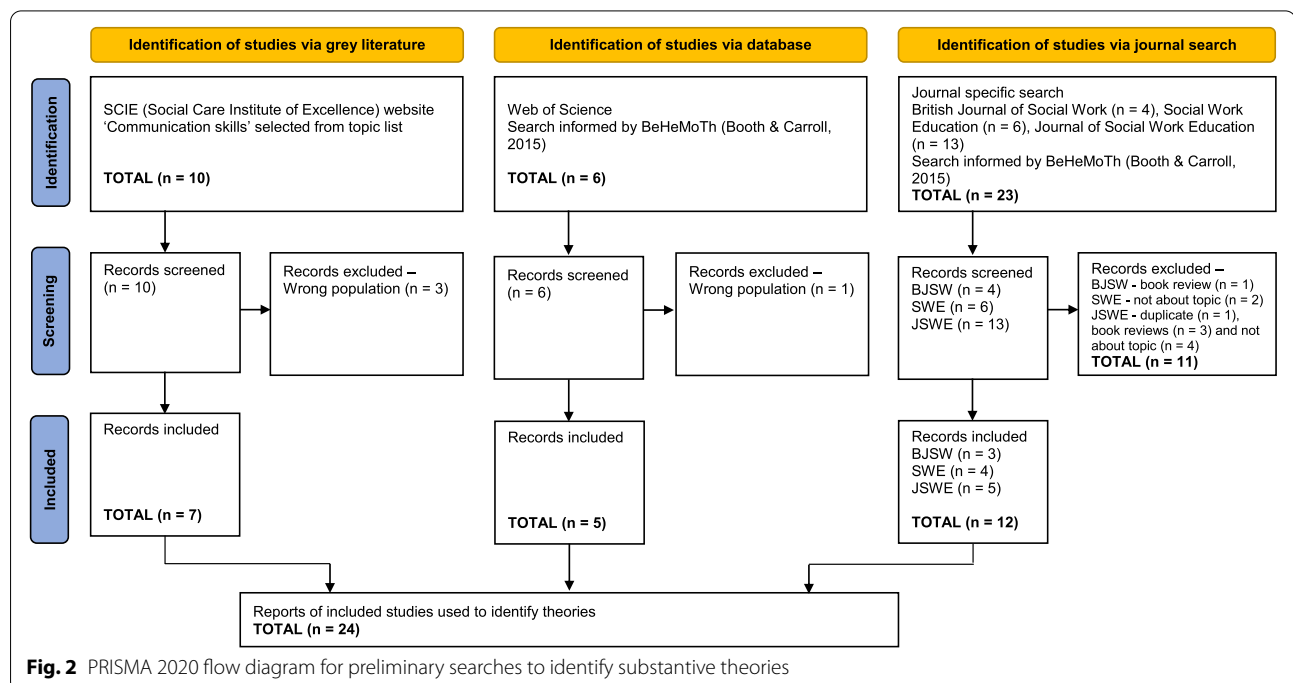 Identification of studies via grey literature
Identification of studies via database
Identification of studies via journal search
Identification
SCIE (Social Care Institute of Excellence) website
'Communication skills' selected from topic list
TOTAL (n = 10)
Web of Science
Search informed by BeHeMoTh (Booth & Carroll,
2015)
TOTAL (n = 6)
Journal specific search
British Journal of Social Work (n = 4), Social Work
Education (n = 6), Journal of Social Work Education
(n = 13)
Search informed by BeHeMoTh (Booth & Carroll,
2015)
TOTAL (n = 23)
Screening
Records screened
(n = 10)
Records excluded –
Wrong population (n = 3)
Records screened
(n = 6)
Records excluded –
Wrong population (n = 1)
Records screened
BJSW (n = 4)
SWE (n = 6)
JSWE (n = 13)
Records excluded –
BJSW - book review (n = 1)
SWE - not about topic (n = 2)
JSWE - duplicate (n = 1),
book reviews (n = 3) and not
about topic (n = 4)
TOTAL (n = 11)
Included
Records included
TOTAL (n = 7)
Records included
TOTAL (n = 5)
Records included
BJSW (n = 3)
SWE (n = 4)
JSWE (n = 5)
TOTAL (n = 12)
Reports of included studies used to identify theories
TOTAL (n = 24)
Fig. 2 PRISMA 2020 flow diagram for preliminary searches to identify substantive theories